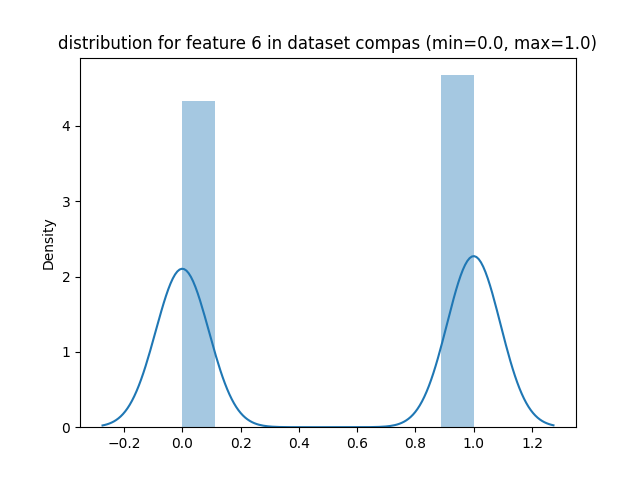 distribution for feature 6 in dataset compas (min=0.0, max=1.0)
Density
4
3
2
1
0
−0.2 0.0 0.2 0.4 0.6 0.8 1.0 1.2